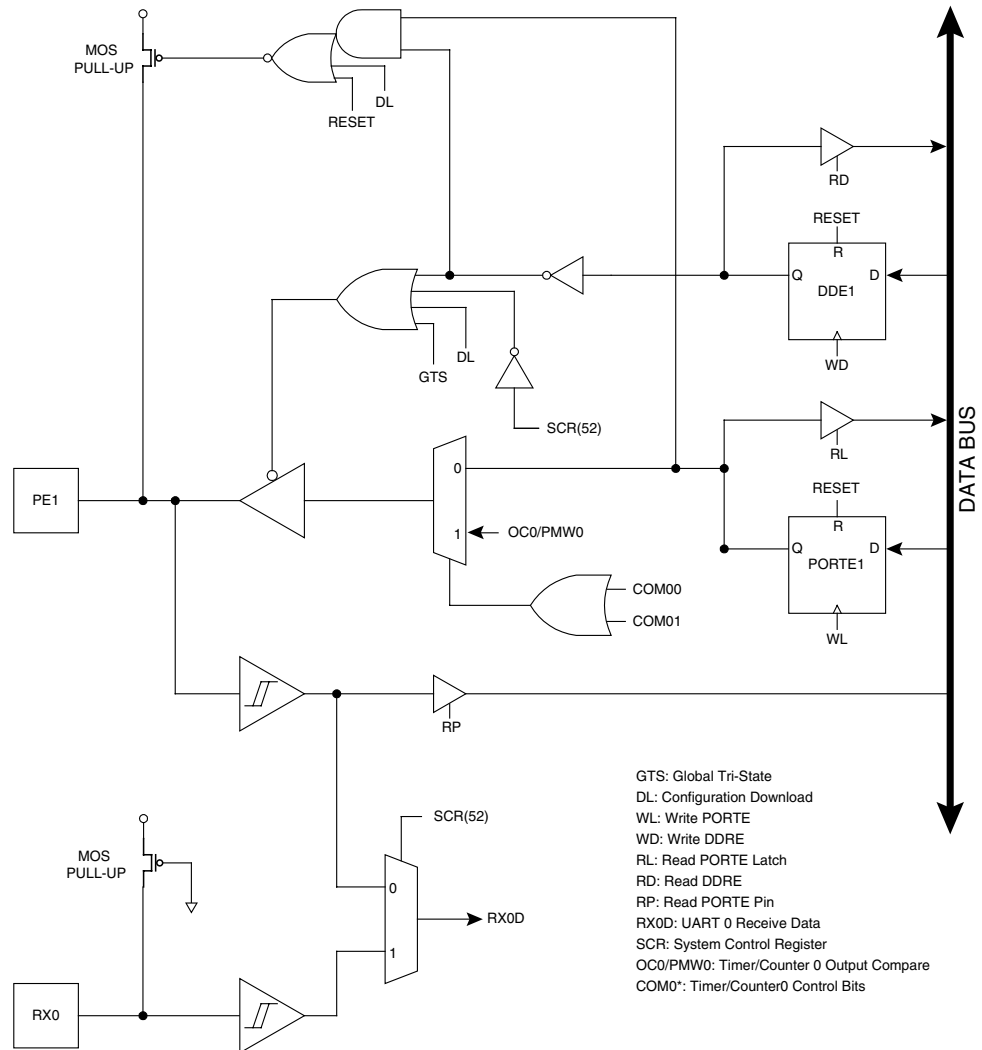 MOS
PULL-UP
DL
RESET
RD
RESET
R
Q
D
DDE1
WD
DL
GTS
SCR(52)
RL
RESET
R
Q
D
PORTE1
WL
DATA BUS
PE1
0
1
OC0/PMW0
COM00
COM01
RP
MOS
PULL-UP
SCR(52)
0
1
RX0D
RX0
GTS: Global Tri-State
DL: Configuration Download
WL: Write PORTE
WD: Write DDRE
RL: Read PORTE Latch
RD: Read DDRE
RP: Read PORTE Pin
RX0D: UART 0 Receive Data
SCR: System Control Register
OC0/PMW0: Timer/Counter 0 Output Compare
COM0*: Timer/Counter0 Control Bits